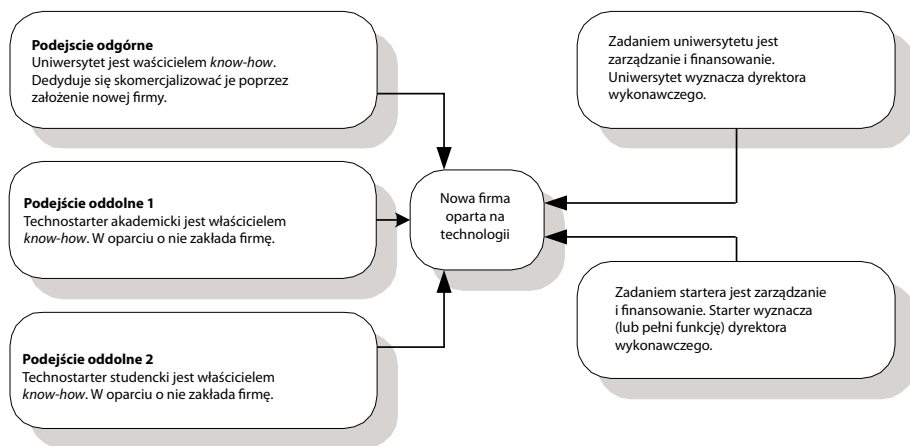 Podejscie odgórne
Uniwersytet jest waścicielem know-how.
Dedyduje się skomercjalizować je poprzez
założenie nowej firmy.
Podejście oddolne 1
Technostarter akademicki jest właścicielem
know-how. W oparciu o nie zakłada firmę.
Podejście oddolne 2
Technostarter studencki jest właścicielem
know-how. W oparciu o nie zakłada firmę.
Nowa firma
oparta na
technologii
Zadaniem uniwersytetu jest
zarządzanie i finansowanie.
Uniwersytet wyznacza dyrektora
wykonawczego.
Zadaniem startera jest zarządzanie
i finansowanie. Starter wyznacza
(lub pełni funkcję) dyrektora
wykonawczego.